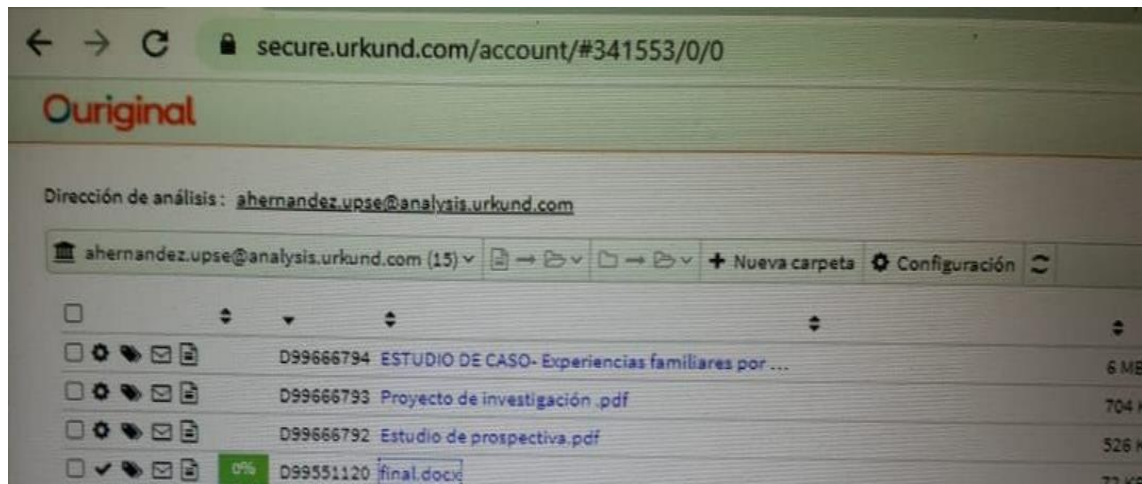 secure.urkund.com/account/#341553/0/0
Ouriginal
Dirección de análisis : ahernandez.upse@analysis.urkund.com
ahernandez.upse@analysis.urkund.com (15) Nueva carpeta Configuración
D99666794 ESTUDIO DE CASO- Experiencias familiares por ... 6 MB
D99666793 Proyecto de investigación .pdf 704 K
D99666792 Estudio de prospectiva.pdf 526 K
0% D99551120 final.docx